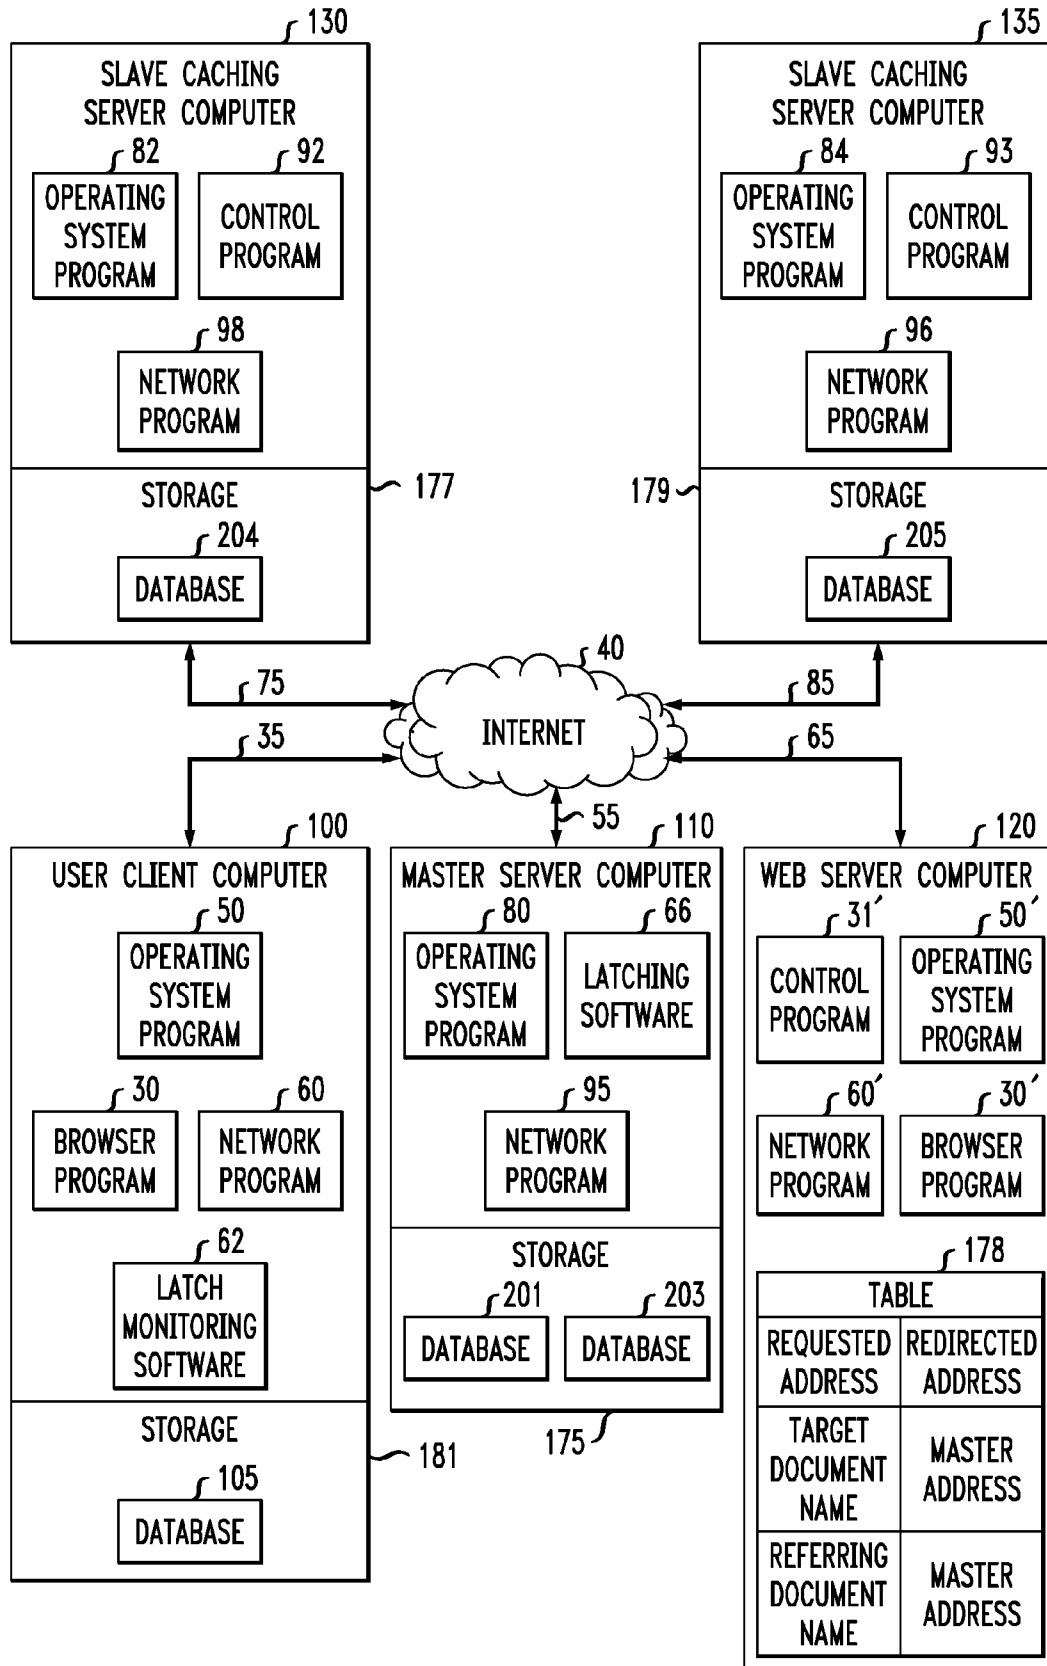 130
SLAVE CACHING
SERVER COMPUTER
82
OPERATING
SYSTEM
PROGRAM
92
CONTROL
PROGRAM
98
NETWORK
PROGRAM
177
STORAGE
204
DATABASE
135
SLAVE CACHING
SERVER COMPUTER
84
OPERATING
SYSTEM
PROGRAM
93
CONTROL
PROGRAM
96
NETWORK
PROGRAM
179
STORAGE
205
DATABASE
40
INTERNET
75
85
35
65
55
100
USER CLIENT COMPUTER
50
OPERATING
SYSTEM
PROGRAM
30
BROWSER
PROGRAM
60
NETWORK
PROGRAM
62
LATCH
MONITORING
SOFTWARE
STORAGE
181
105
DATABASE
110
MASTER SERVER COMPUTER
80
OPERATING
SYSTEM
PROGRAM
66
LATCHING
SOFTWARE
95
NETWORK
PROGRAM
STORAGE
201
DATABASE
203
DATABASE
175
120
WEB SERVER COMPUTER
31´
CONTROL
PROGRAM
50´
OPERATING
SYSTEM
PROGRAM
60´
NETWORK
PROGRAM
30´
BROWSER
PROGRAM
178
TABLE
REQUESTED
ADDRESS
REDIRECTED
ADDRESS
TARGET
DOCUMENT
NAME
MASTER
ADDRESS
REFERRING
DOCUMENT
NAME
MASTER
ADDRESS